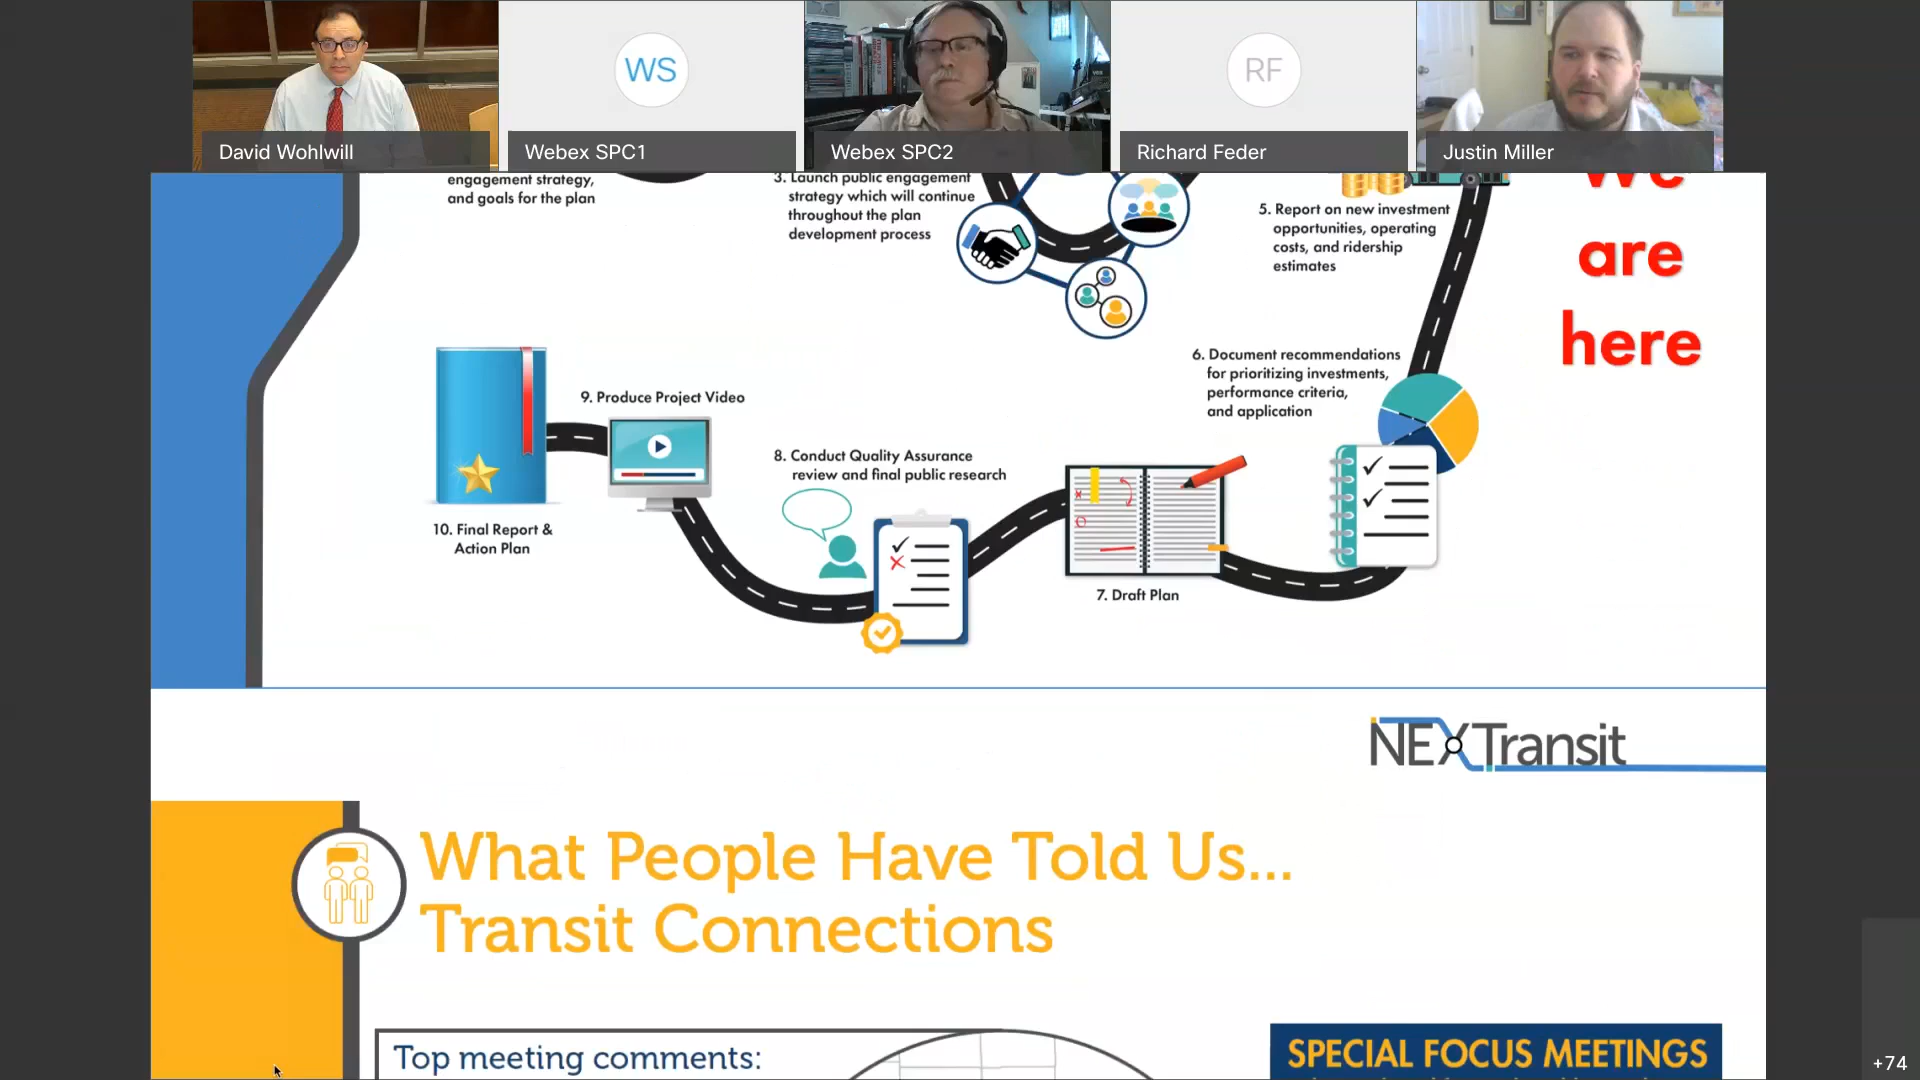 WS
RF
David Wohlwill
Webex SPC1
Webex SPC2
Richard Feder
Justin Miller
engagement strategy,
and goals for the plan
3. Launch public engagement
strategy which will continue
throughout the plan
development process
5. Report on new investment
opportunities, operating
costs, and ridership
estimates
We
are
here
6. Document recommendations
for prioritizing investments,
performance criteria,
and application
9. Produce Project Video
8. Conduct Quality Assurance
review and final public research
10. Final Report &
Action Plan
7. Draft Plan
NEXTransit
What People Have Told Us...
Transit Connections
Top meeting comments:
SPECIAL FOCUS MEETINGS
+74